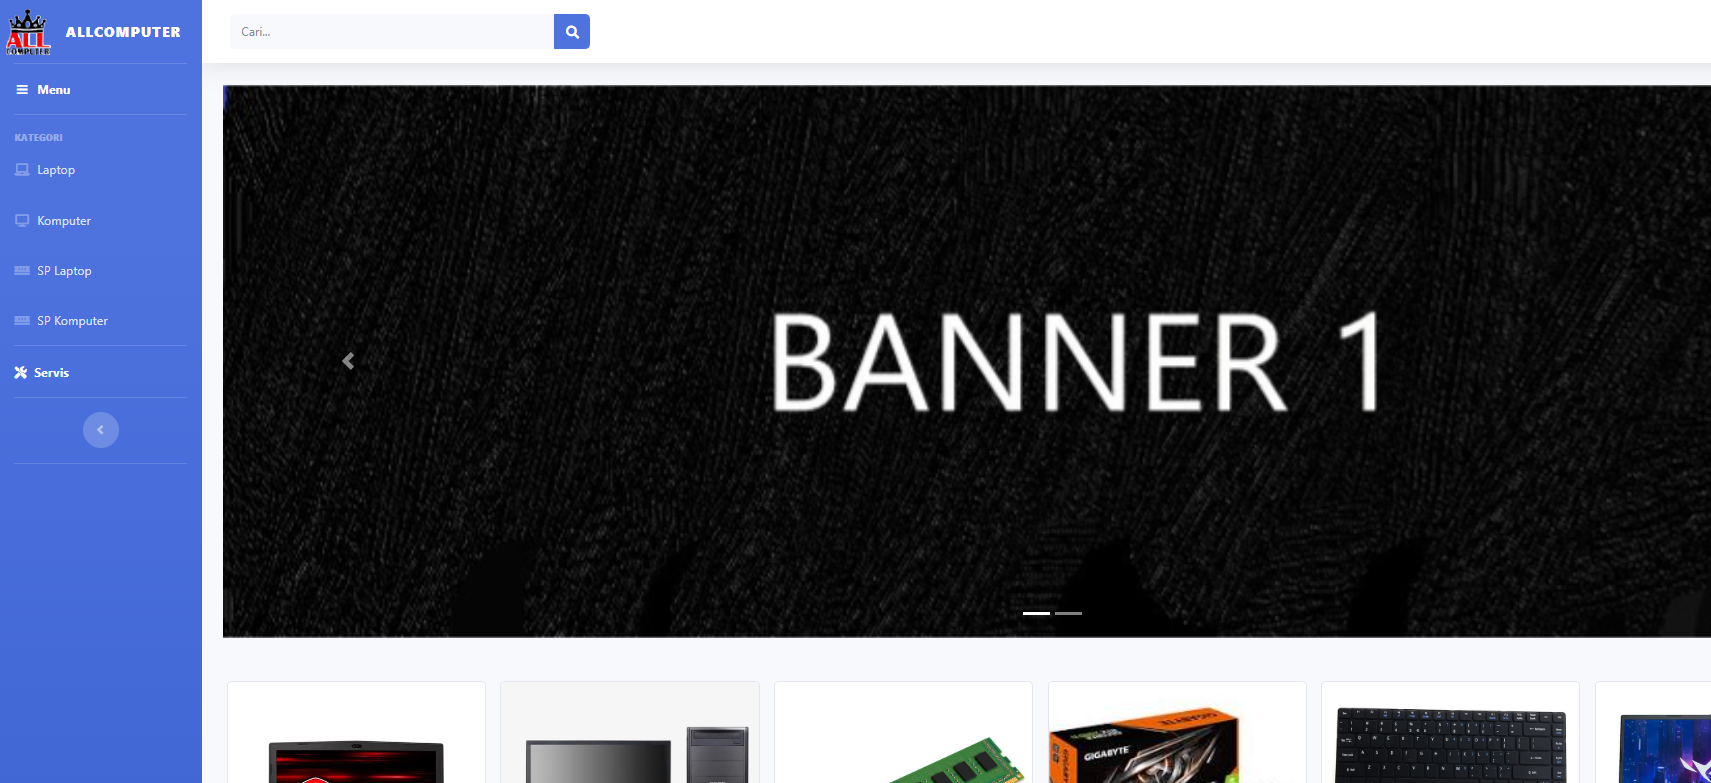 ALL
COMPUTER
ALLCOMPUTER
Cari...
Menu
KATEGORI
Laptop
Komputer
SP Laptop
SP Komputer
Servis
BANNER 1
GIGABYTE